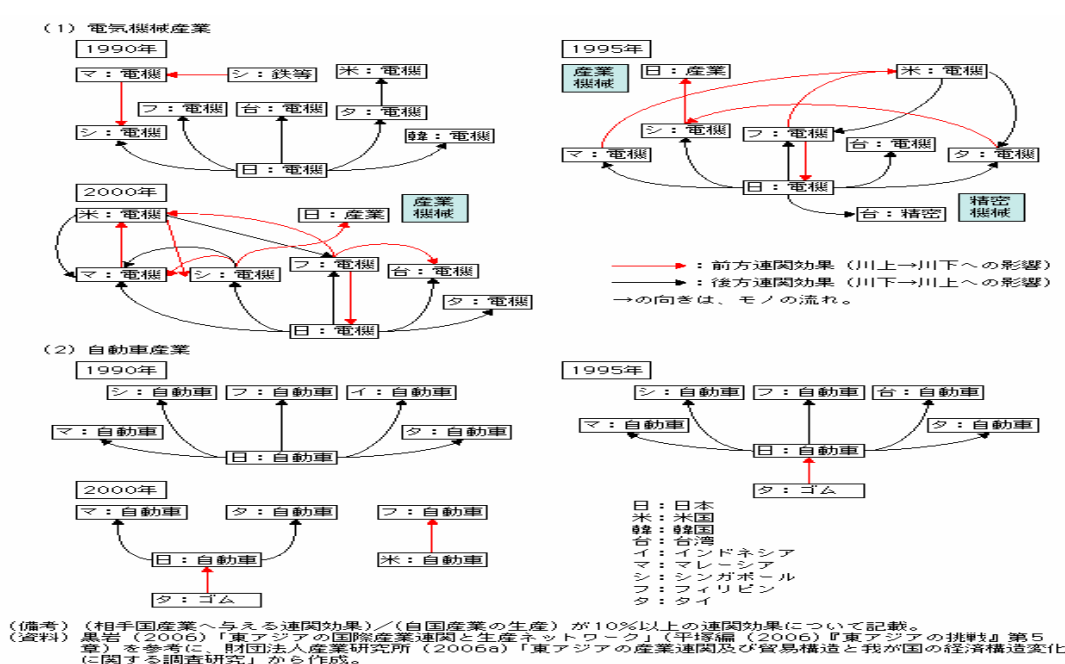 (1) 電気機械産業
1990年
マ:電機
シ:鉄等
米:電機
フ:電機
台:電機
タ:電機
シ:電機
韓:電機
日:電機
1995年
産業
機械
日:産業
米:電機
シ:電機
フ:電機
台:電機
マ:電機
タ:電機
日:電機
台:精密
精密
機械
2000年
米:電機
日:産業
産業
機械
マ:電機
シ:電機
フ:電機
台:電機
タ:電機
日:電機
:前方連関効果(川上→川下への影響)
:後方連関効果(川下→川上への影響)
→の向きは、モノの流れ。
(2) 自動車産業
1990年
シ:自動車
フ:自動車
イ:自動車
マ:自動車
タ:自動車
日:自動車
1995年
シ:自動車
フ:自動車
台:自動車
マ:自動車
タ:自動車
日:自動車
タ:ゴム
2000年
マ:自動車
タ:自動車
フ:自動車
日:自動車
米:自動車
タ:ゴム
日:日本
米:米国
韓:韓国
台:台湾
イ:インドネシア
マ:マレーシア
シ:シンガポール
フ:フィリピン
タ:タイ
(備考)(相手国産業へ与える連関効果)/(自国産業の生産)が10%以上の連関効果について記載。
(資料)黒岩(2006)「東アジアの国際産業連関と生産ネットワーク」(平塚編(2006)『東アジアの挑戦』第5
章)を参考に、財団法人産業研究所(2006a)「東アジアの産業連関及び貿易構造と我が国の経済構造変化
に関する調査研究」から作成。